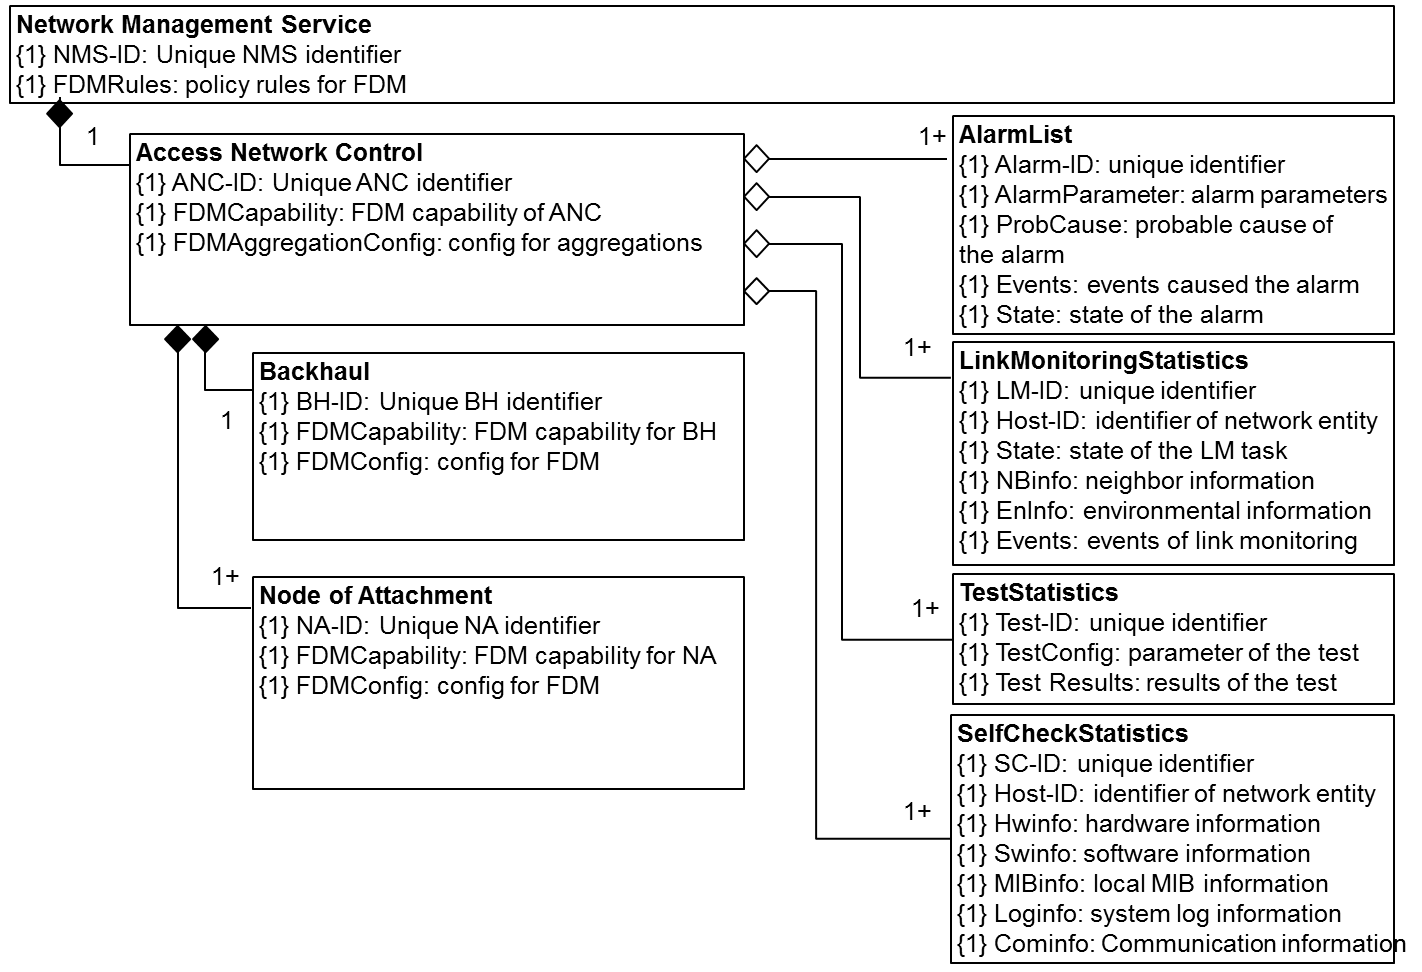 Network Management Service
{1} NMS-ID: Unique NMS identifier
{1} FDMRules: policy rules for FDM
1
Access Network Control
{1} ANC-ID: Unique ANC identifier
{1} FDMCapability: FDM capability of ANC
{1} FDMAggregationConfig: config for aggregations
1
Backhaul
{1} BH-ID: Unique BH identifier
{1} FDMCapability: FDM capability for BH
{1} FDMConfig: config for FDM
1+
Node of Attachment
{1} NA-ID: Unique NA identifier
{1} FDMCapability: FDM capability for NA
{1} FDMConfig: config for FDM
1+
AlarmList
{1} Alarm-ID: unique identifier
{1} AlarmParameter: alarm parameters
{1} ProbCause: probable cause of
the alarm
{1} Events: events caused the alarm
{1} State: state of the alarm
1+
LinkMonitoringStatistics
{1} LM-ID: unique identifier
{1} Host-ID: identifier of network entity
{1} State: state of the LM task
{1} NBinfo: neighbor information
{1} EnInfo: environmental information
{1} Events: events of link monitoring
1+
TestStatistics
{1} Test-ID: unique identifier
{1} TestConfig: parameter of the test
{1} Test Results: results of the test
1+
SelfCheckStatistics
{1} SC-ID: unique identifier
{1} Host-ID: identifier of network entity
{1} Hwinfo: hardware information
{1} Swinfo: software information
{1} MIBinfo: local MIB information
{1} Loginfo: system log information
{1} Cominfo: Communication information